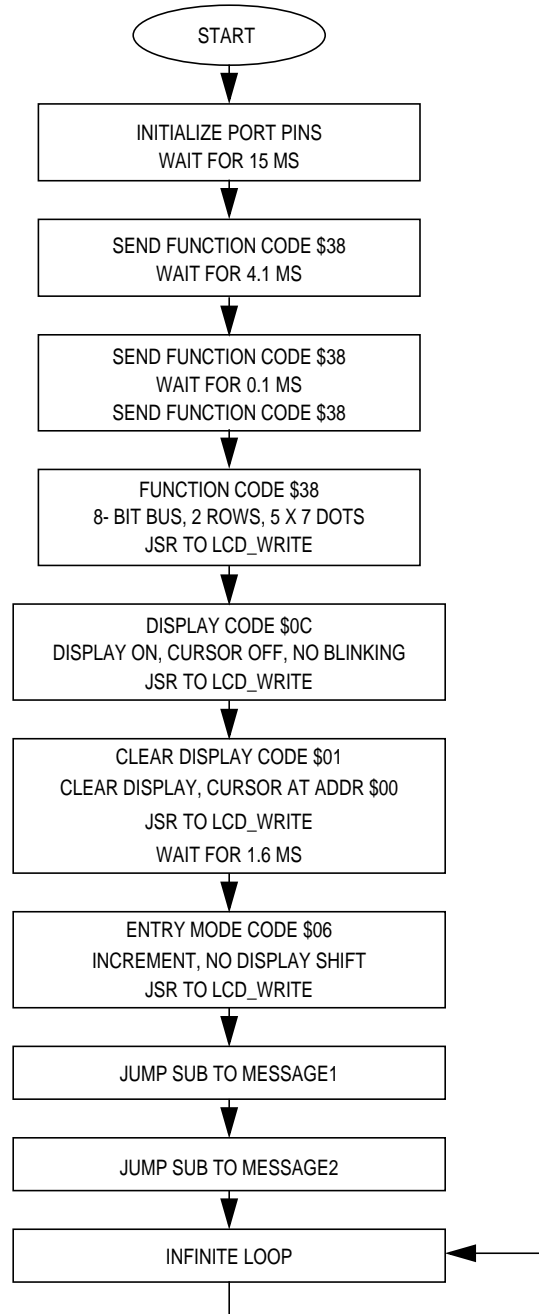 START
INITIALIZE PORT PINS
WAIT FOR 15 MS
SEND FUNCTION CODE $38
WAIT FOR 4.1 MS
SEND FUNCTION CODE $38
WAIT FOR 0.1 MS
SEND FUNCTION CODE $38
FUNCTION CODE $38
8- BIT BUS, 2 ROWS, 5 X 7 DOTS
JSR TO LCD_WRITE
DISPLAY CODE $0C
DISPLAY ON, CURSOR OFF, NO BLINKING
JSR TO LCD_WRITE
CLEAR DISPLAY CODE $01
CLEAR DISPLAY, CURSOR AT ADDR $00
JSR TO LCD_WRITE
WAIT FOR 1.6 MS
ENTRY MODE CODE $06
INCREMENT, NO DISPLAY SHIFT
JSR TO LCD_WRITE
JUMP SUB TO MESSAGE1
JUMP SUB TO MESSAGE2
INFINITE LOOP